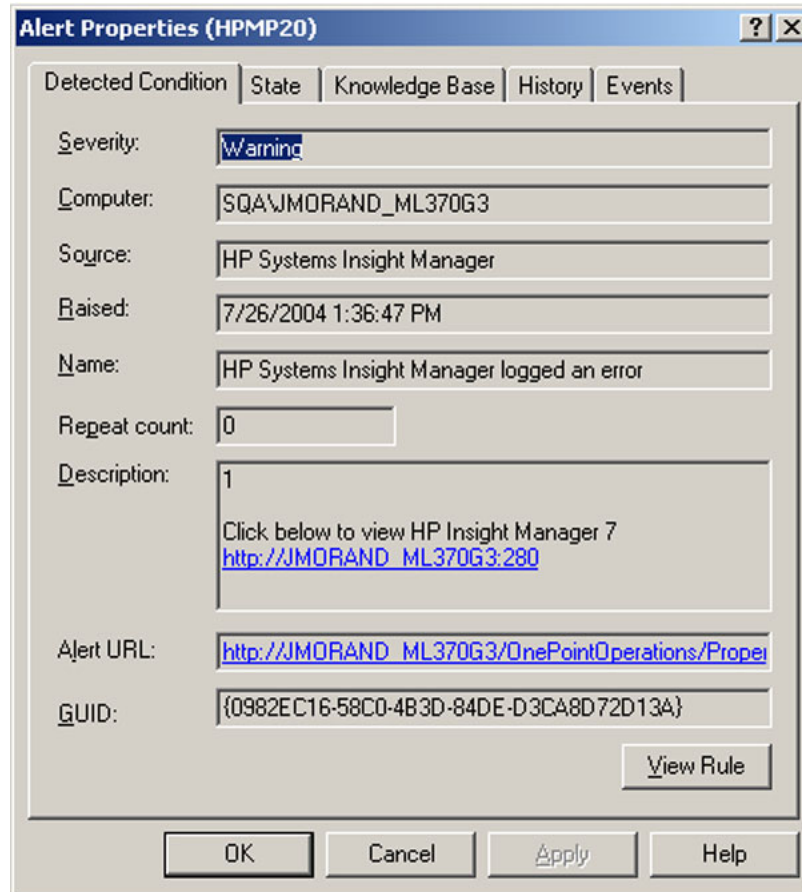 Alert Properties (HPMP20)
Detected Condition State Knowledge Base History Events
Severity: Warning
Computer: SQA\JMORAND_ML370G3
Source: HP Systems Insight Manager
Raised: 7/26/2004 1:36:47 PM
Name: HP Systems Insight Manager logged an error
Repeat count: 0
Description: 1
Click below to view HP Insight Manager 7
http://JMORAND_ML370G3:280
Alert URL: http://JMORAND_ML370G3/OnePointOperations/Proper
GUID: {0982EC16-58C0-4B3D-84DE-D3CA8D72D13A}
View Rule
OK Cancel Apply Help